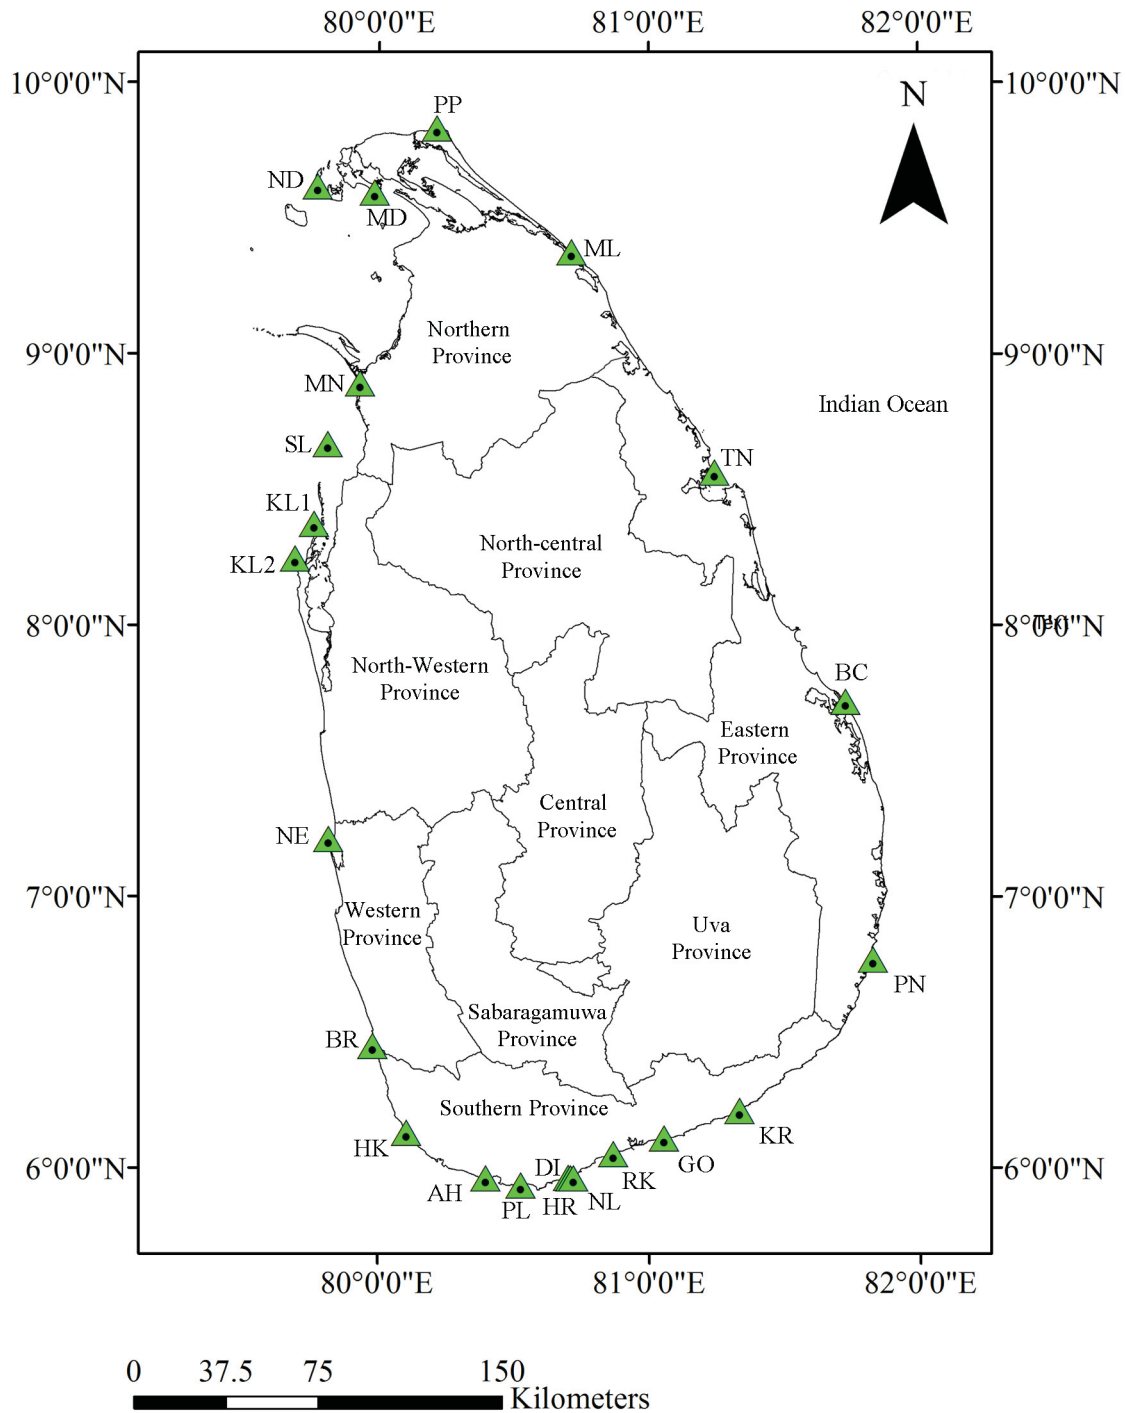 80°0'0"E 81°0'0"E 82°0'0"E
10°0'0"N 10°0'0"N
N
PP
ND
MD
ML
Northern
Province
9°0'0"N 9°0'0"N
MN
Indian Ocean
SL
TN
KL1
North-central
Province
KL2
8°0'0"N 8°0'0"N
Text
North-Western
Province
BC
Eastern
Province
Central
Province
NE
7°0'0"N 7°0'0"N
Western
Province
Uva
Province
PN
Sabaragamuwa
Province
BR
Southern Province
KR
HK
GO
6°0'0"N 6°0'0"N
DI
RK
AH
PL
HR
NL
80°0'0"E 81°0'0"E 82°0'0"E
0 37.5 75 150
Kilometers